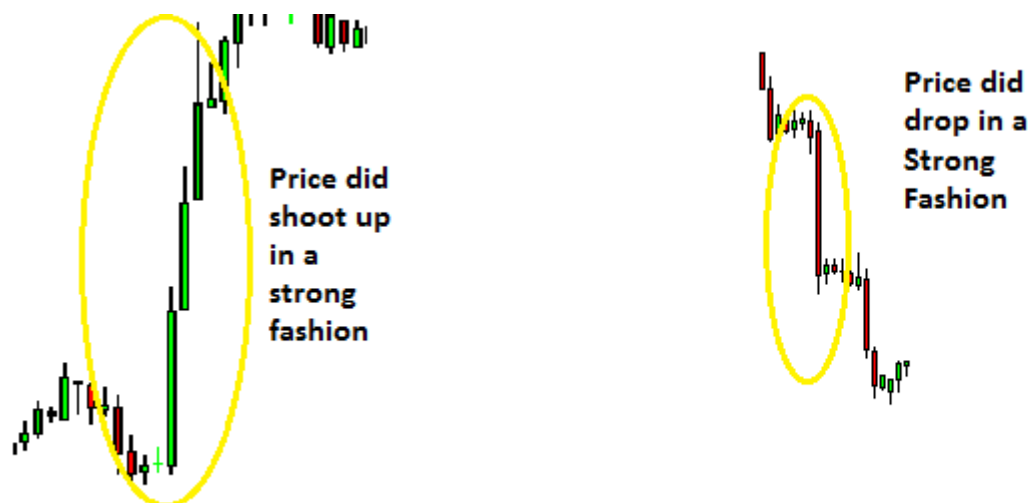 Price did
shoot up
in a
strong
fashion
Price did
drop in a
Strong
Fashion